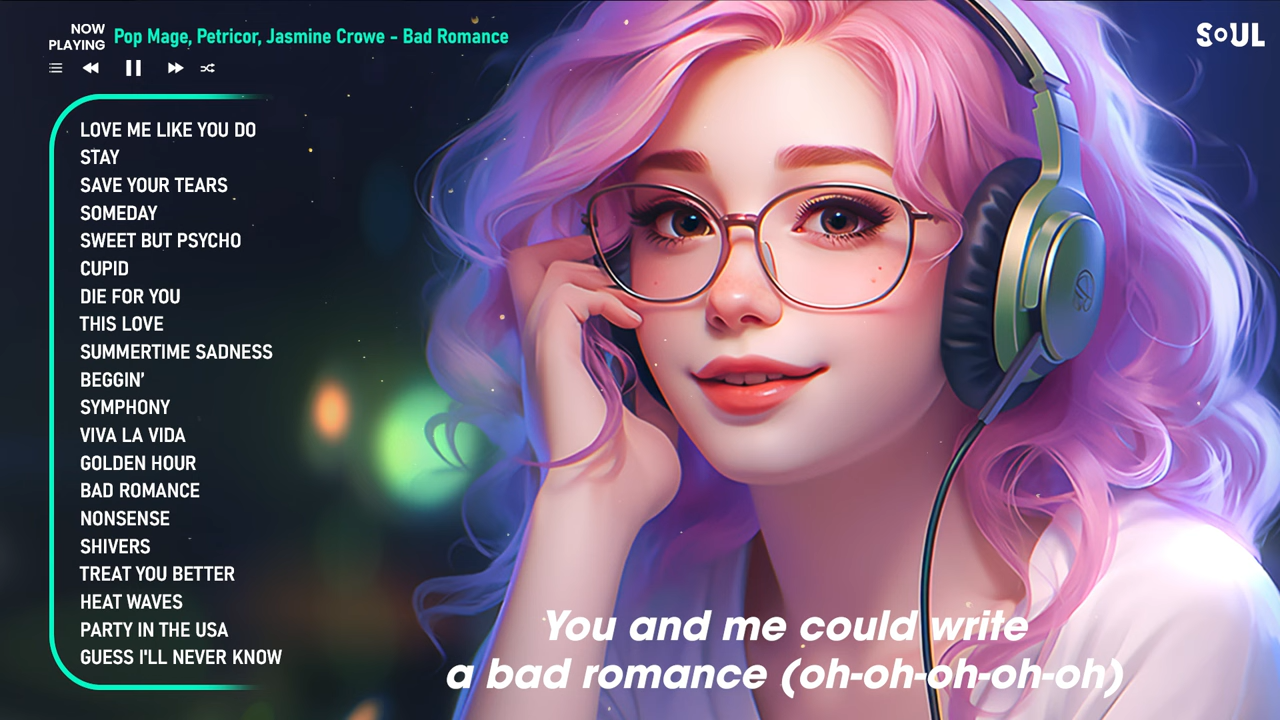 NOW PLAYING
Pop Mage, Petricor, Jasmine Crowe - Bad Romance
SOUL
LOVE ME LIKE YOU DO
STAY
SAVE YOUR TEARS
SOMEDAY
SWEET BUT PSYCHO
CUPID
DIE FOR YOU
THIS LOVE
SUMMERTIME SADNESS
BEGGIN'
SYMPHONY
VIVA LA VIDA
GOLDEN HOUR
BAD ROMANCE
NONSENSE
SHIVERS
TREAT YOU BETTER
HEAT WAVES
PARTY IN THE USA
GUESS I'LL NEVER KNOW
You and me could write
a bad romance (oh-oh-oh-oh-oh)